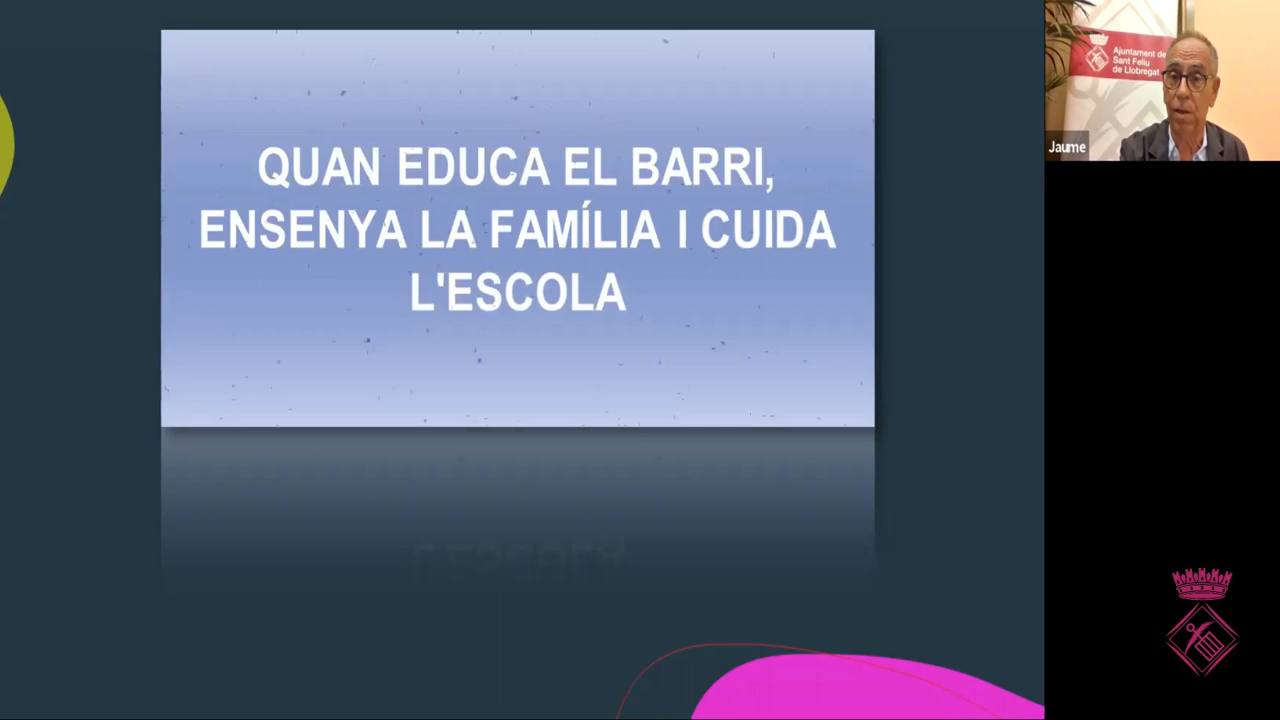 QUAN EDUCA EL BARRI,
ENSENYA LA FAMÍLIA I CUIDA
L'ESCOLA
Ajuntament de
Sant Feliu
de Llobregat
Jaume